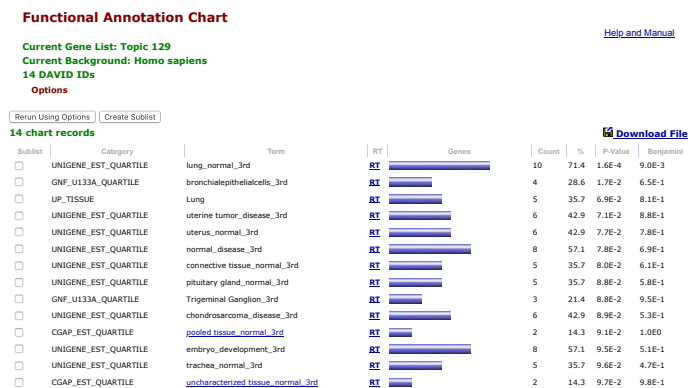 Functional Annotation Chart
Help and Manual
Current Gene List: Topic 129
Current Background: Homo sapiens
14 DAVID IDs
Options
Rerun Using Options Create Sublist
14 chart records Download File
Sublist Category Term RT Genes Count % P-Value Benjamini
UNIGENE_EST_QUARTILE lung_normal_3rd RT 10 71.4 1.6E-4 9.0E-3
GNF_U133A_QUARTILE bronchialepithelialcells_3rd RT 4 28.6 1.7E-2 6.5E-1
UP_TISSUE Lung RT 5 35.7 6.9E-2 8.1E-1
UNIGENE_EST_QUARTILE uterine tumor_disease_3rd RT 6 42.9 7.1E-2 8.8E-1
UNIGENE_EST_QUARTILE uterus_normal_3rd RT 6 42.9 7.7E-2 7.8E-1
UNIGENE_EST_QUARTILE normal_disease_3rd RT 8 57.1 7.8E-2 6.9E-1
UNIGENE_EST_QUARTILE connective tissue_normal_3rd RT 5 35.7 8.0E-2 6.1E-1
UNIGENE_EST_QUARTILE pituitary gland_normal_3rd RT 5 35.7 8.8E-2 5.8E-1
GNF_U133A_QUARTILE Trigeminal Ganglion_3rd RT 3 21.4 8.8E-2 9.5E-1
UNIGENE_EST_QUARTILE chondrosarcoma_disease_3rd RT 6 42.9 8.9E-2 5.3E-1
CGAP_EST_QUARTILE pooled tissue_normal_3rd RT 2 14.3 9.1E-2 1.0E0
UNIGENE_EST_QUARTILE embryo_development_3rd RT 8 57.1 9.5E-2 5.1E-1
UNIGENE_EST_QUARTILE trachea_normal_3rd RT 5 35.7 9.6E-2 4.7E-1
CGAP_EST_QUARTILE uncharacterized tissue_normal_3rd RT 2 14.3 9.7E-2 9.8E-1